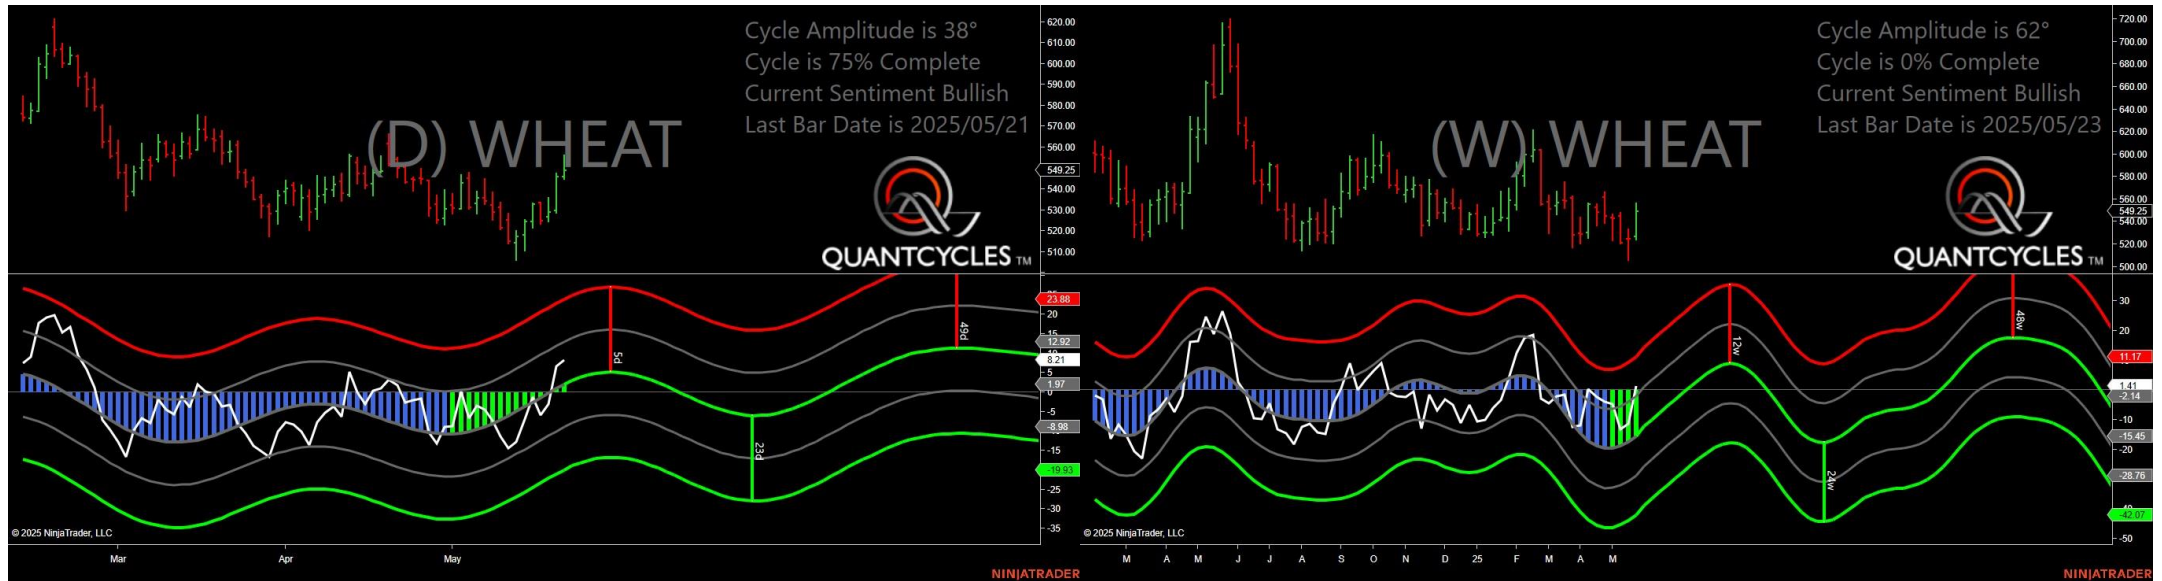 Cycle Amplitude is 38°
Cycle is 75% Complete
Current Sentiment Bullish
Last Bar Date is 2025/05/21
(D) WHEAT
QUANTCYCLES TM
620.00
610.00
600.00
590.00
580.00
570.00
560.00
549.25
540.00
530.00
520.00
510.00
23.88
20
15
12.92
8.21
5
1.97
0
-5
-8.98
-15
-19.93
-25
-30
-35
5d
23d
49d
© 2025 NinjaTrader, LLC
Mar
Apr
May
NINJATRADER
Cycle Amplitude is 62°
Cycle is 0% Complete
Current Sentiment Bullish
Last Bar Date is 2025/05/23
(W) WHEAT
QUANTCYCLES TM
720.00
700.00
680.00
660.00
640.00
620.00
600.00
580.00
560.00
549.25
540.00
520.00
500.00
30
20
11.17
1.41
-2.14
-10
-15.45
-20
-28.76
-42.07
-50
12w
24w
48w
© 2025 NinjaTrader, LLC
M A M J J A S O N D 25 F M A M
NINJATRADER